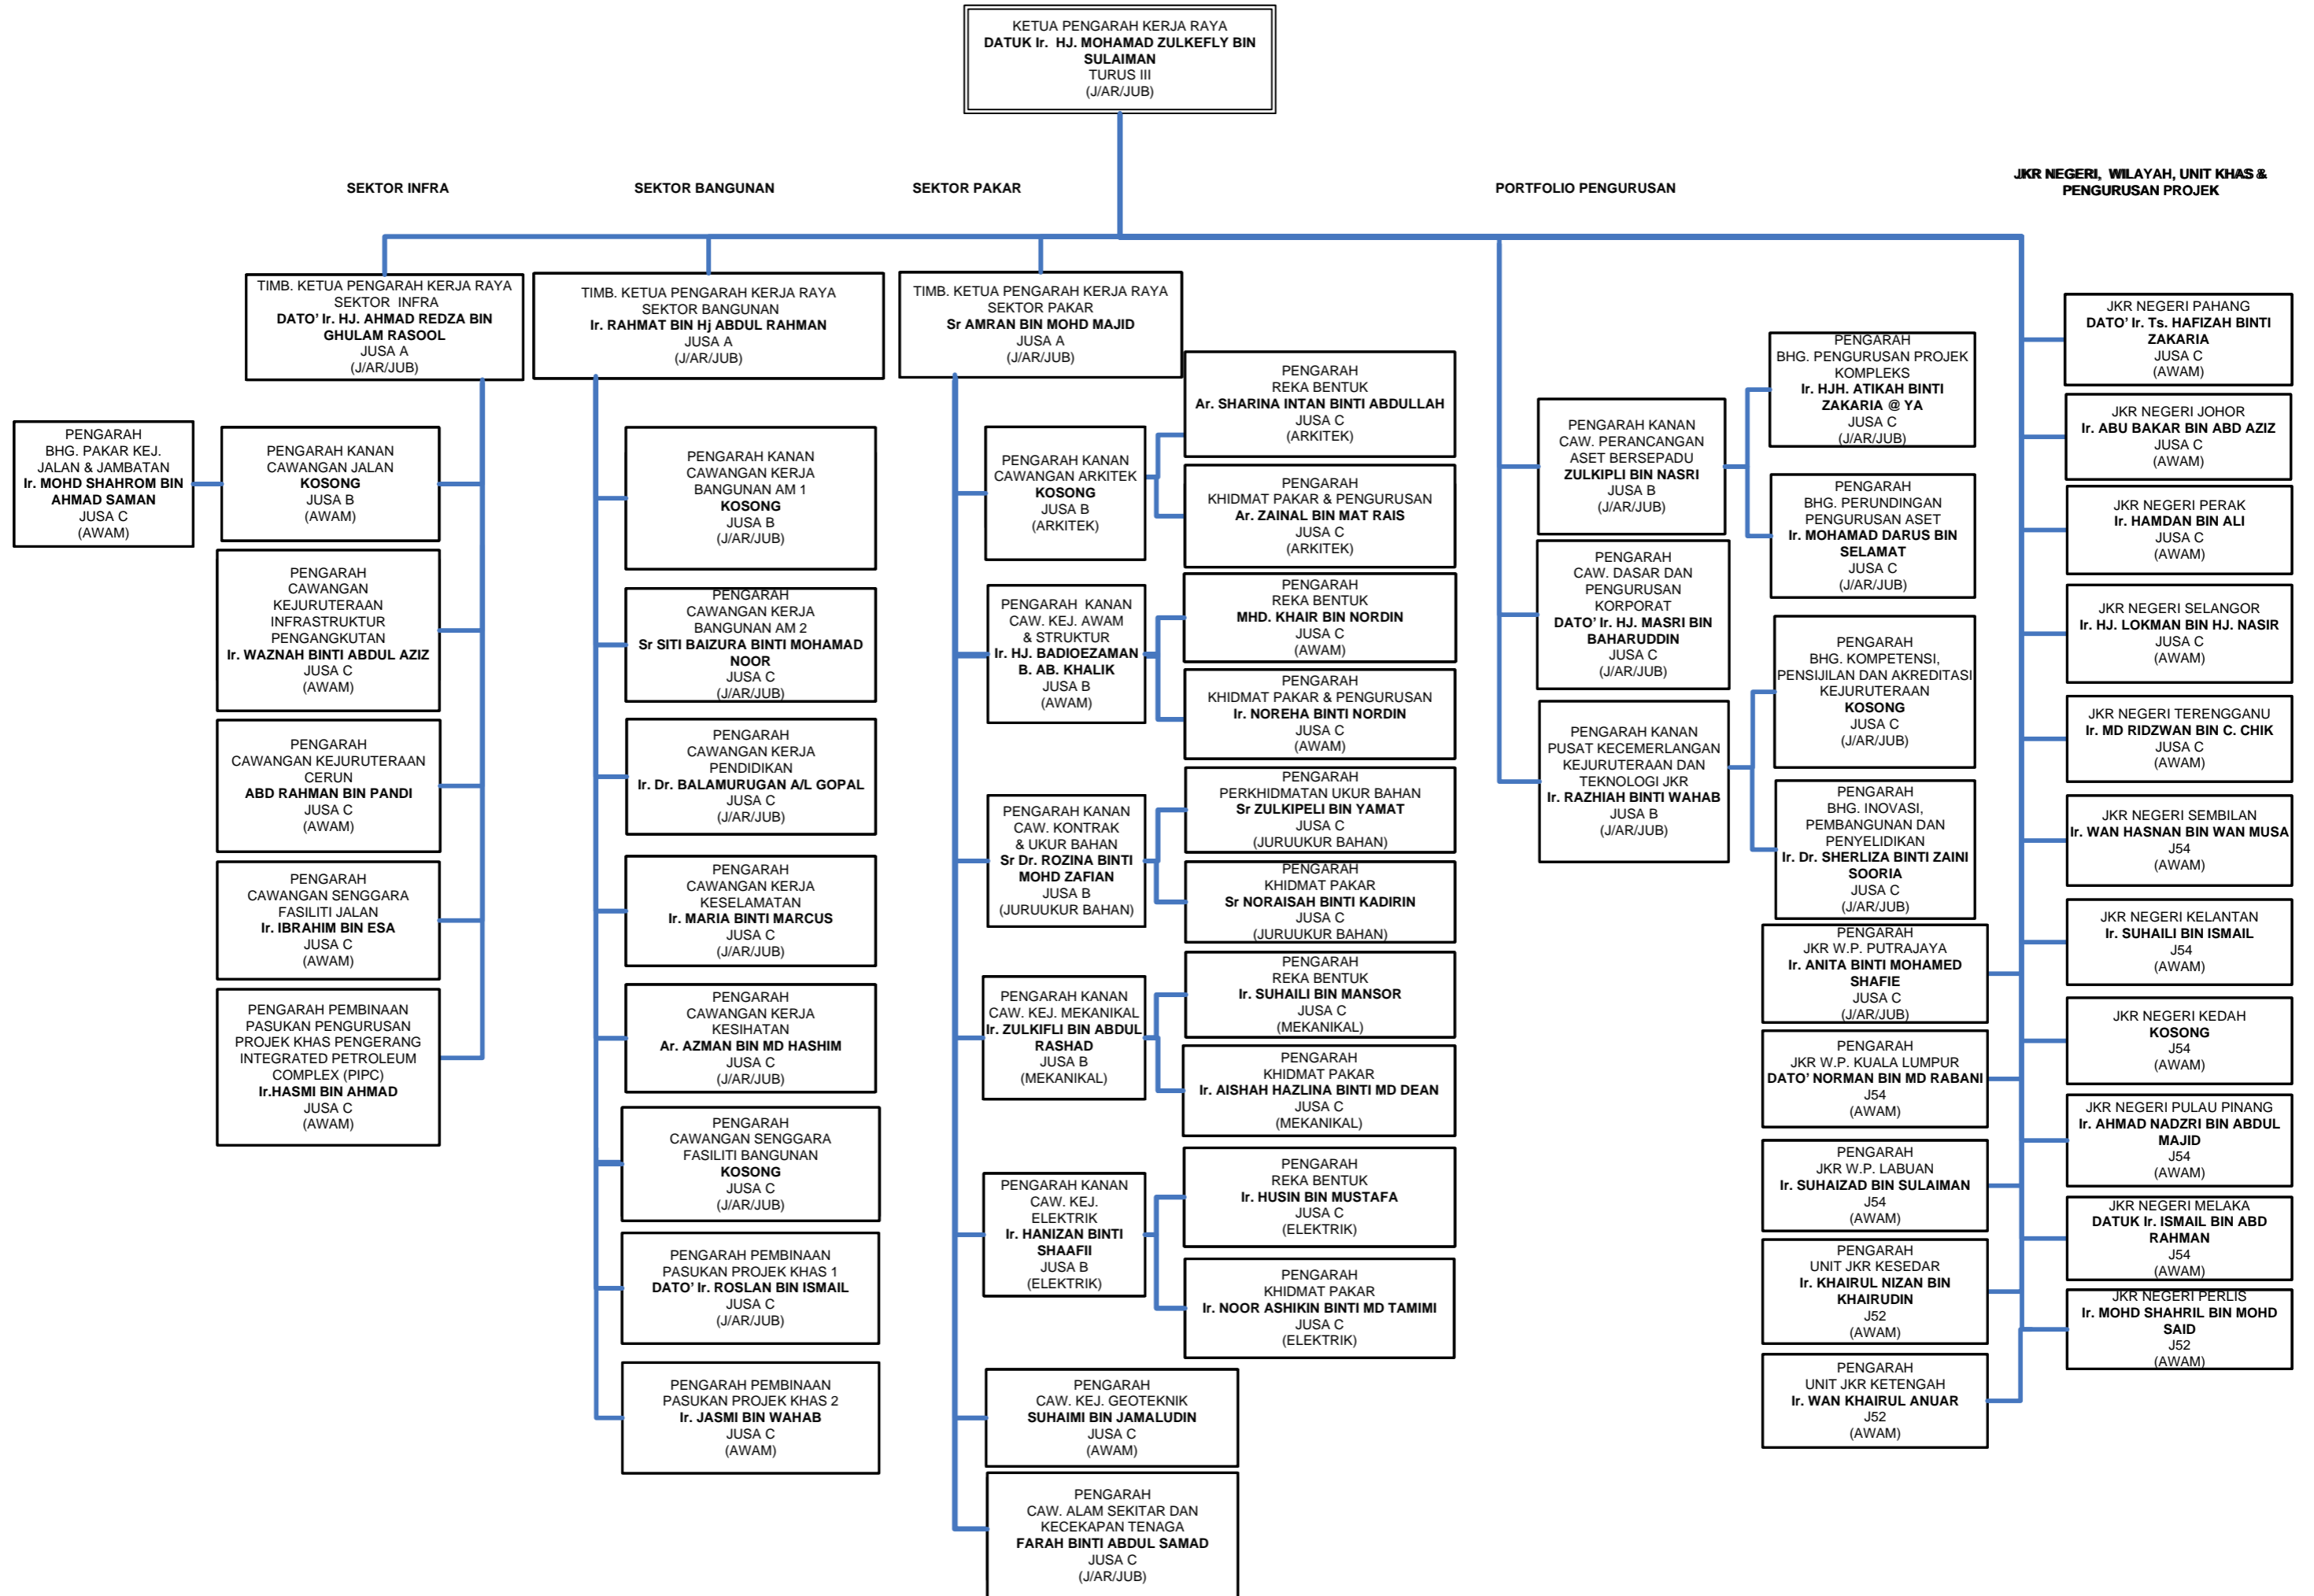 KETUA PENGARAH KERJA RAYA
DATUK Ir. HJ. MOHAMAD ZULKEFLY BIN
SULAIMAN
TURUS III
(J/AR/JUB)
SEKTOR INFRA
SEKTOR BANGUNAN
SEKTOR PAKAR
PORTFOLIO PENGURUSAN
JKR NEGERI, WILAYAH, UNIT KHAS &
PENGURUSAN PROJEK
TIMB. KETUA PENGARAH KERJA RAYA
SEKTOR INFRA
DATO' Ir. HJ. AHMAD REDZA BIN
GHULAM RASOOL
JUSA A
(J/AR/JUB)
PENGARAH
BHG. PAKAR KEJ.
JALAN & JAMBATAN
Ir. MOHD SHAHROM BIN
AHMAD SAMAN
JUSA C
(AWAM)
PENGARAH KANAN
CAWANGAN JALAN
KOSONG
JUSA B
(AWAM)
PENGARAH
CAWANGAN
KEJURUTERAAN
INFRASTRUKTUR
PENGANGKUTAN
Ir. WAZNAH BINTI ABDUL AZIZ
JUSA C
(AWAM)
PENGARAH
CAWANGAN KEJURUTERAAN
CERUN
ABD RAHMAN BIN PANDI
JUSA C
(AWAM)
PENGARAH
CAWANGAN SENGGARA
FASILITI JALAN
Ir. IBRAHIM BIN ESA
JUSA C
(AWAM)
PENGARAH PEMBINAAN
PASUKAN PENGURUSAN
PROJEK KHAS PENGERANG
INTEGRATED PETROLEUM
COMPLEX (PIPC)
Ir.HASMI BIN AHMAD
JUSA C
(AWAM)
TIMB. KETUA PENGARAH KERJA RAYA
SEKTOR BANGUNAN
Ir. RAHMAT BIN Hj ABDUL RAHMAN
JUSA A
(J/AR/JUB)
PENGARAH KANAN
CAWANGAN KERJA
BANGUNAN AM 1
KOSONG
JUSA B
(J/AR/JUB)
PENGARAH
CAWANGAN KERJA
BANGUNAN AM 2
Sr SITI BAIZURA BINTI MOHAMAD
NOOR
JUSA C
(J/AR/JUB)
PENGARAH
CAWANGAN KERJA
PENDIDIKAN
Ir. Dr. BALAMURUGAN A/L GOPAL
JUSA C
(J/AR/JUB)
PENGARAH
CAWANGAN KERJA
KESELAMATAN
Ir. MARIA BINTI MARCUS
JUSA C
(J/AR/JUB)
PENGARAH
CAWANGAN KERJA
KESIHATAN
Ar. AZMAN BIN MD HASHIM
JUSA C
(J/AR/JUB)
PENGARAH
CAWANGAN SENGGARA
FASILITI BANGUNAN
KOSONG
JUSA C
(J/AR/JUB)
PENGARAH PEMBINAAN
PASUKAN PROJEK KHAS 1
DATO' Ir. ROSLAN BIN ISMAIL
JUSA C
(J/AR/JUB)
PENGARAH PEMBINAAN
PASUKAN PROJEK KHAS 2
Ir. JASMI BIN WAHAB
JUSA C
(AWAM)
TIMB. KETUA PENGARAH KERJA RAYA
SEKTOR PAKAR
Sr AMRAN BIN MOHD MAJID
JUSA A
(J/AR/JUB)
PENGARAH KANAN
CAWANGAN ARKITEK
KOSONG
JUSA B
(ARKITEK)
PENGARAH
REKA BENTUK
Ar. SHARINA INTAN BINTI ABDULLAH
JUSA C
(ARKITEK)
PENGARAH
KHIDMAT PAKAR & PENGURUSAN
Ar. ZAINAL BIN MAT RAIS
JUSA C
(ARKITEK)
PENGARAH KANAN
CAW. KEJ. AWAM
& STRUKTUR
Ir. HJ. BADIOEZAMAN
B. AB. KHALIK
JUSA B
(AWAM)
PENGARAH
REKA BENTUK
MHD. KHAIR BIN NORDIN
JUSA C
(AWAM)
PENGARAH
KHIDMAT PAKAR & PENGURUSAN
Ir. NOREHA BINTI NORDIN
JUSA C
(AWAM)
PENGARAH KANAN
CAW. KONTRAK
& UKUR BAHAN
Sr Dr. ROZINA BINTI
MOHD ZAFIAN
JUSA B
(JURUUKUR BAHAN)
PENGARAH
PERKHIDMATAN UKUR BAHAN
Sr ZULKIPELI BIN YAMAT
JUSA C
(JURUUKUR BAHAN)
PENGARAH
KHIDMAT PAKAR
Sr NORAISAH BINTI KADIRIN
JUSA C
(JURUUKUR BAHAN)
PENGARAH KANAN
CAW. KEJ. MEKANIKAL
Ir. ZULKIFLI BIN ABDUL
RASHAD
JUSA B
(MEKANIKAL)
PENGARAH
REKA BENTUK
Ir. SUHAILI BIN MANSOR
JUSA C
(MEKANIKAL)
PENGARAH
KHIDMAT PAKAR
Ir. AISHAH HAZLINA BINTI MD DEAN
JUSA C
(MEKANIKAL)
PENGARAH KANAN
CAW. KEJ.
ELEKTRIK
Ir. HANIZAN BINTI
SHAAFII
JUSA B
(ELEKTRIK)
PENGARAH
REKA BENTUK
Ir. HUSIN BIN MUSTAFA
JUSA C
(ELEKTRIK)
PENGARAH
KHIDMAT PAKAR
Ir. NOOR ASHIKIN BINTI MD TAMIMI
JUSA C
(ELEKTRIK)
PENGARAH
CAW. KEJ. GEOTEKNIK
SUHAIMI BIN JAMALUDIN
JUSA C
(AWAM)
PENGARAH
CAW. ALAM SEKITAR DAN
KECEKAPAN TENAGA
FARAH BINTI ABDUL SAMAD
JUSA C
(J/AR/JUB)
PENGARAH KANAN
CAW. PERANCANGAN
ASET BERSEPADU
ZULKIPLI BIN NASRI
JUSA B
(J/AR/JUB)
PENGARAH
BHG. PENGURUSAN PROJEK
KOMPLEKS
Ir. HJH. ATIKAH BINTI
ZAKARIA @ YA
JUSA C
(J/AR/JUB)
PENGARAH
BHG. PERUNDINGAN
PENGURUSAN ASET
Ir. MOHAMAD DARUS BIN
SELAMAT
JUSA C
(J/AR/JUB)
PENGARAH
CAW. DASAR DAN
PENGURUSAN
KORPORAT
DATO' Ir. HJ. MASRI BIN
BAHARUDDIN
JUSA C
(J/AR/JUB)
PENGARAH KANAN
PUSAT KECEMERLANGAN
KEJURUTERAAN DAN
TEKNOLOGI JKR
Ir. RAZHIAH BINTI WAHAB
JUSA B
(J/AR/JUB)
PENGARAH
BHG. KOMPETENSI,
PENSIJILAN DAN AKREDITASI
KEJURUTERAAN
KOSONG
JUSA C
(J/AR/JUB)
PENGARAH
BHG. INOVASI,
PEMBANGUNAN DAN
PENYELIDIKAN
Ir. Dr. SHERLIZA BINTI ZAINI
SOORIA
JUSA C
(J/AR/JUB)
PENGARAH
JKR W.P. PUTRAJAYA
Ir. ANITA BINTI MOHAMED
SHAFIE
JUSA C
(J/AR/JUB)
PENGARAH
JKR W.P. KUALA LUMPUR
DATO' NORMAN BIN MD RABANI
J54
(AWAM)
PENGARAH
JKR W.P. LABUAN
Ir. SUHAIZAD BIN SULAIMAN
J54
(AWAM)
PENGARAH
UNIT JKR KESEDAR
Ir. KHAIRUL NIZAN BIN
KHAIRUDIN
J52
(AWAM)
PENGARAH
UNIT JKR KETENGAH
Ir. WAN KHAIRUL ANUAR
J52
(AWAM)
JKR NEGERI PAHANG
DATO' Ir. Ts. HAFIZAH BINTI
ZAKARIA
JUSA C
(AWAM)
JKR NEGERI JOHOR
Ir. ABU BAKAR BIN ABD AZIZ
JUSA C
(AWAM)
JKR NEGERI PERAK
Ir. HAMDAN BIN ALI
JUSA C
(AWAM)
JKR NEGERI SELANGOR
Ir. HJ. LOKMAN BIN HJ. NASIR
JUSA C
(AWAM)
JKR NEGERI TERENGGANU
Ir. MD RIDZWAN BIN C. CHIK
JUSA C
(AWAM)
JKR NEGERI SEMBILAN
Ir. WAN HASNAN BIN WAN MUSA
J54
(AWAM)
JKR NEGERI KELANTAN
Ir. SUHAILI BIN ISMAIL
J54
(AWAM)
JKR NEGERI KEDAH
KOSONG
J54
(AWAM)
JKR NEGERI PULAU PINANG
Ir. AHMAD NADZRI BIN ABDUL
MAJID
J54
(AWAM)
JKR NEGERI MELAKA
DATUK Ir. ISMAIL BIN ABD
RAHMAN
J54
(AWAM)
JKR NEGERI PERLIS
Ir. MOHD SHAHRIL BIN MOHD
SAID
J52
(AWAM)